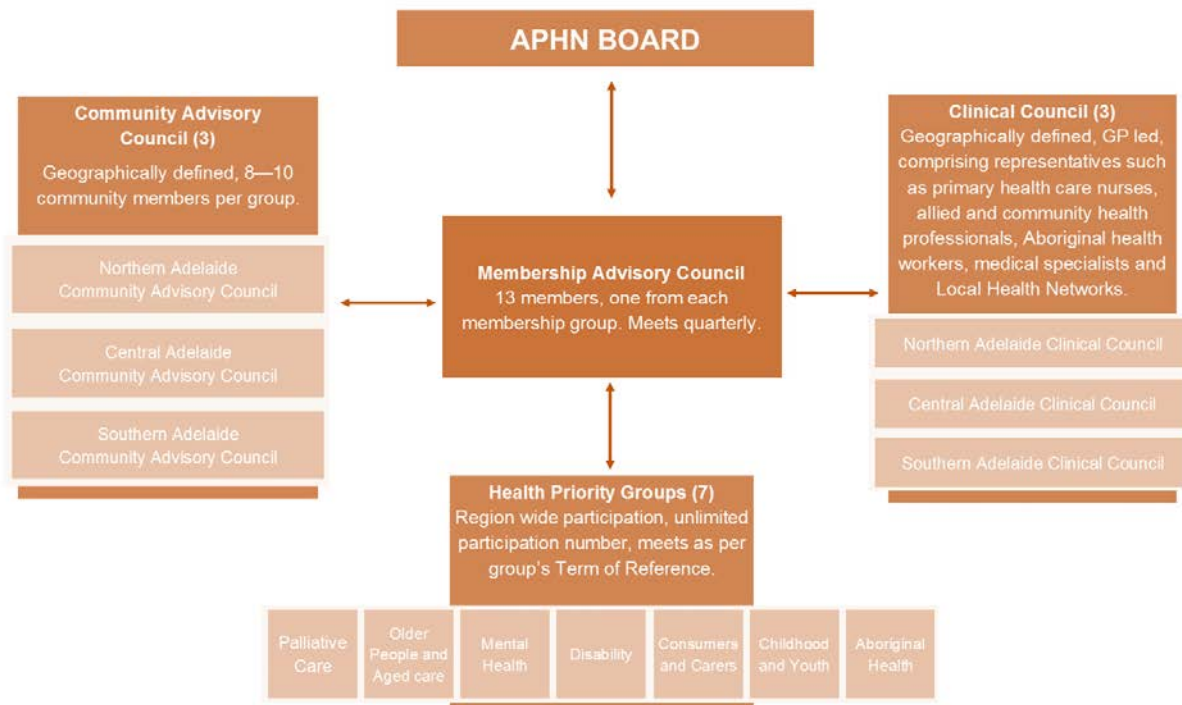 APHN BOARD
Community Advisory
Council (3)
Geographically defined, 8—10
community members per group.
Northern Adelaide
Community Advisory Council
Central Adelaide
Community Advisory Council
Southern Adelaide
Community Advisory Council
Membership Advisory Council
13 members, one from each
membership group. Meets quarterly.
Clinical Council (3)
Geographically defined, GP led,
comprising representatives such
as primary health care nurses,
allied and community health
professionals, Aboriginal health
workers, medical specialists and
Local Health Networks.
Northern Adelaide Clinical Council
Central Adelaide Clinical Council
Southern Adelaide Clinical Council
Health Priority Groups (7)
Region wide participation, unlimited
participation number, meets as per
group's Term of Reference.
Palliative
Care
Older
People and
Aged care
Mental
Health
Disability
Consumers
and Carers
Childhood
and Youth
Aboriginal
Health